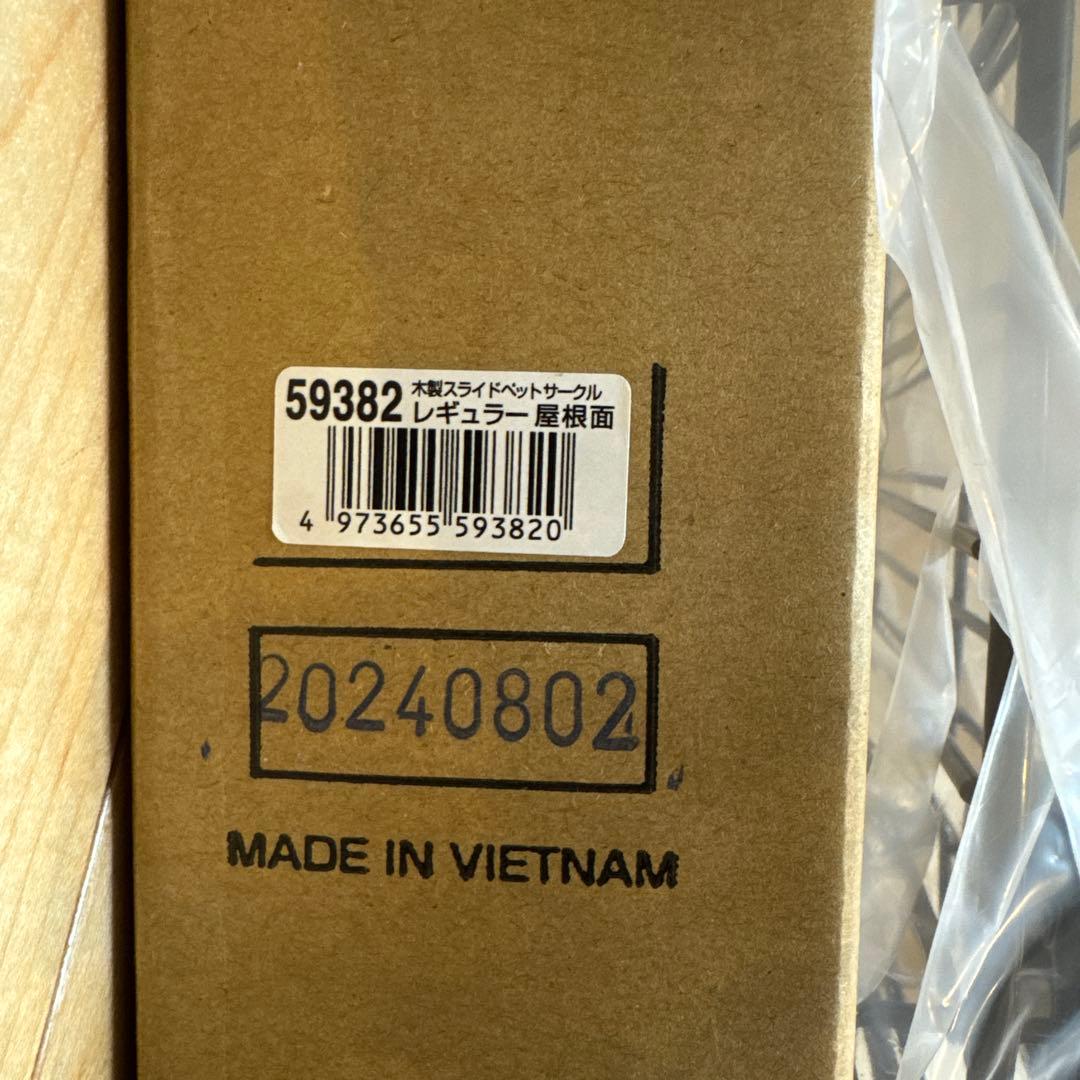 59382 木製スライドペットサークル
レギュラー 屋根面
4 973655 593820
20240802
MADE IN VIETNAM